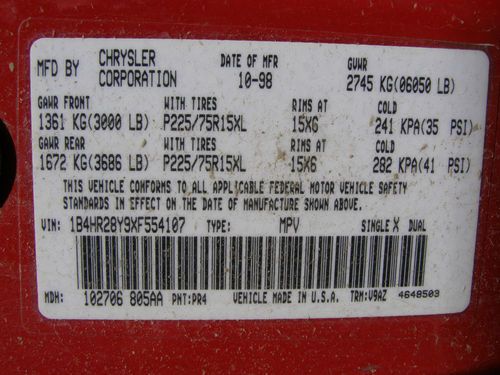 MFD BY CHRYSLER CORPORATION DATE OF MFR 10-98 GVWR 2745 KG(06050 LB)
GAWR FRONT WITH TIRES RIMS AT COLD
1361 KG(3000 LB) P225/75R15XL 15X6 241 KPA(35 PSI)
GAWR REAR WITH TIRES RIMS AT COLD
1672 KG(3686 LB) P225/75R15XL 15X6 282 KPA(41 PSI)
THIS VEHICLE CONFORMS TO ALL APPLICABLE FEDERAL MOTOR VEHICLE SAFETY
STANDARDS IN EFFECT ON THE DATE OF MANUFACTURE SHOWN ABOVE.
VIN: 1B4HR28Y9XF554107 TYPE: MPV SINGLE X DUAL
MDH: 102706 805AA PNT:PR4 VEHICLE MADE IN U.S.A. TRM:V9AZ 4648503